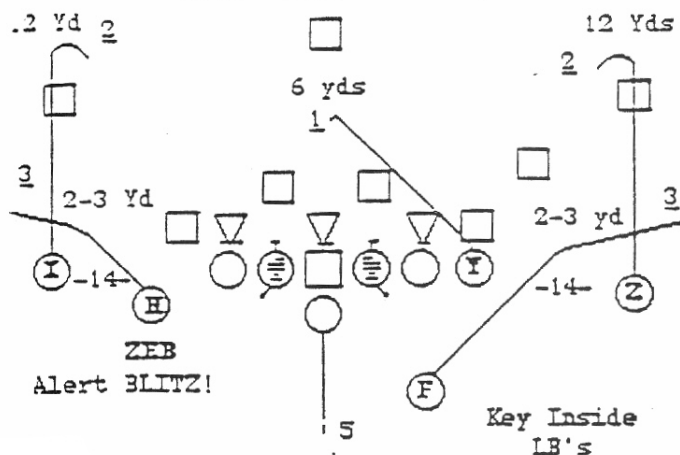 .2 Yd 2
12 Yds
2
6 yds
1
3
2-3 Yd
2-3 yd
3
I
-14-
H
Y
-14-
Z
F
ZEB
Alert BLITZ!
5
Key Inside
LB's